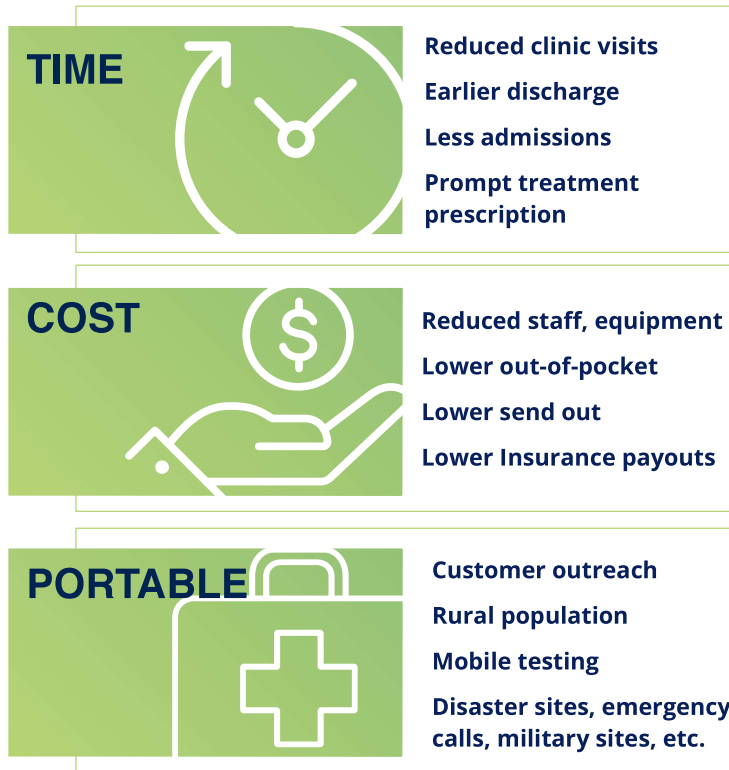 TIME
Reduced clinic visits
Earlier discharge
Less admissions
Prompt treatment
prescription
COST
$
Reduced staff, equipment
Lower out-of-pocket
Lower send out
Lower Insurance payouts
PORTABLE
Customer outreach
Rural population
Mobile testing
Disaster sites, emergency
calls, military sites, etc.